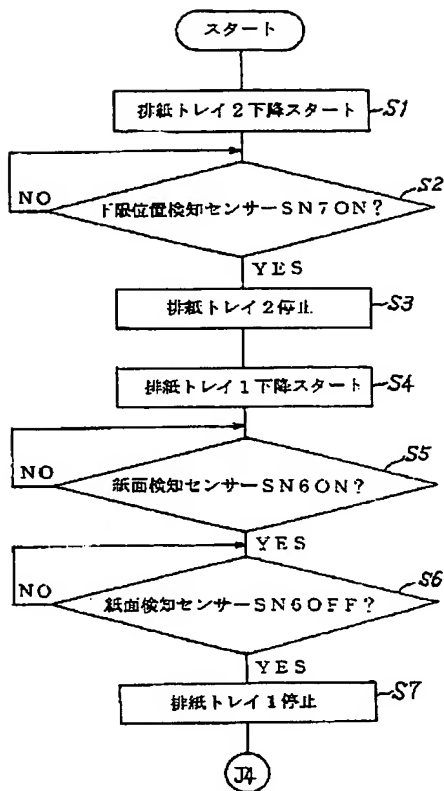 スタート
排紙トレイ2下降スタート
S1
下限位置検知センサーSN7ON?
S2
NO
YES
排紙トレイ2停止
S3
排紙トレイ1下降スタート
S4
紙面検知センサーSN6ON?
S5
NO
YES
紙面検知センサーSN6OFF?
S6
NO
YES
排紙トレイ1停止
S7
J4